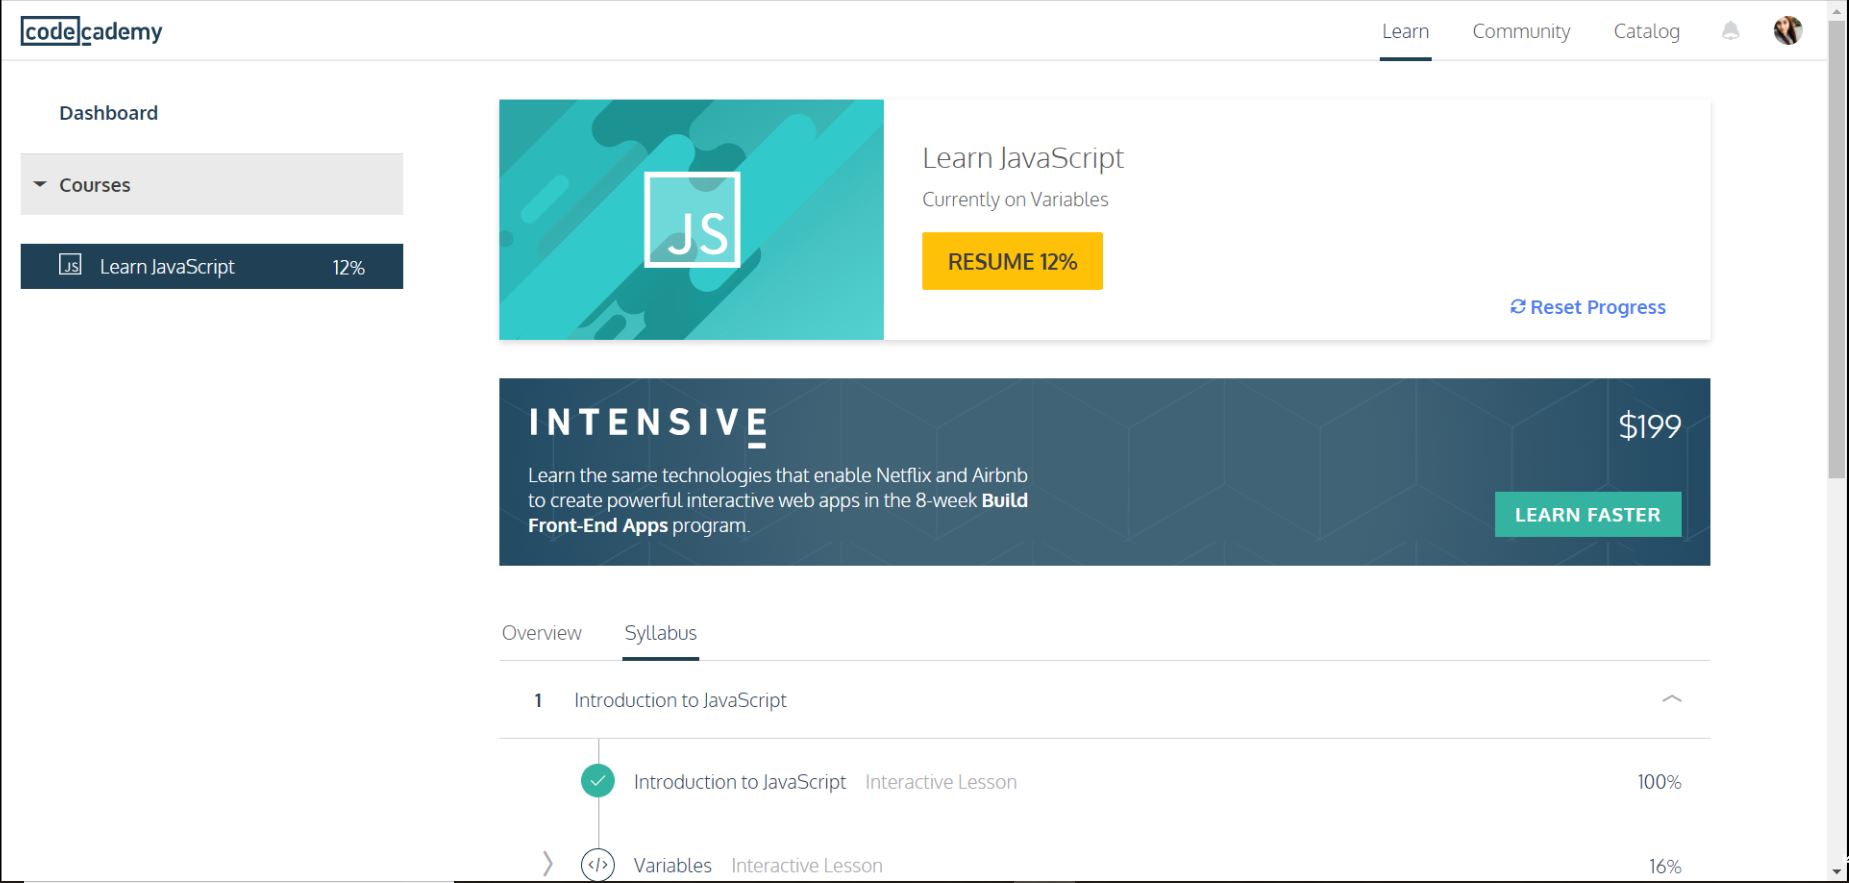 codecademy
Learn
Community
Catalog
Dashboard
Courses
JS
Learn JavaScript
12%
JS
Learn JavaScript
Currently on Variables
RESUME 12%
Reset Progress
INTENSIVE
$199
Learn the same technologies that enable Netflix and Airbnb
to create powerful interactive web apps in the 8-week Build
Front-End Apps program.
LEARN FASTER
Overview
Syllabus
1 Introduction to JavaScript
Introduction to JavaScript Interactive Lesson 100%
</> Variables Interactive Lesson 16%